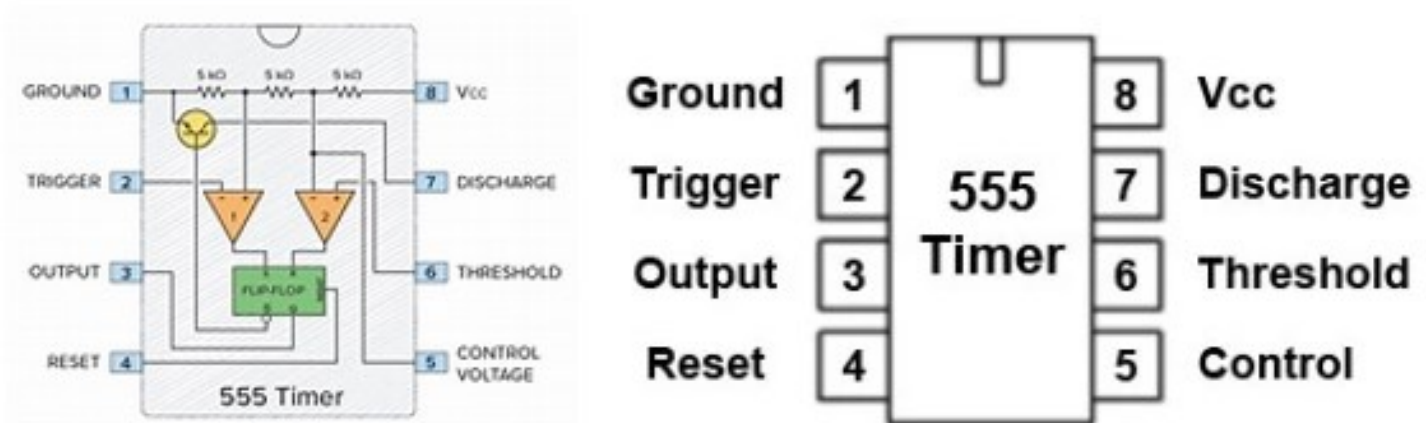 5 kΩ 5 kΩ 5 kΩ
GROUND 1
8 Vcc
TRIGGER 2
7 DISCHARGE
1
2
OUTPUT 3
6 THRESHOLD
FLIP-FLOP
RESET 4
5 CONTROL
VOLTAGE
555 Timer
Ground 1
8 Vcc
Trigger 2
7 Discharge
555
Timer
Output 3
6 Threshold
Reset 4
5 Control